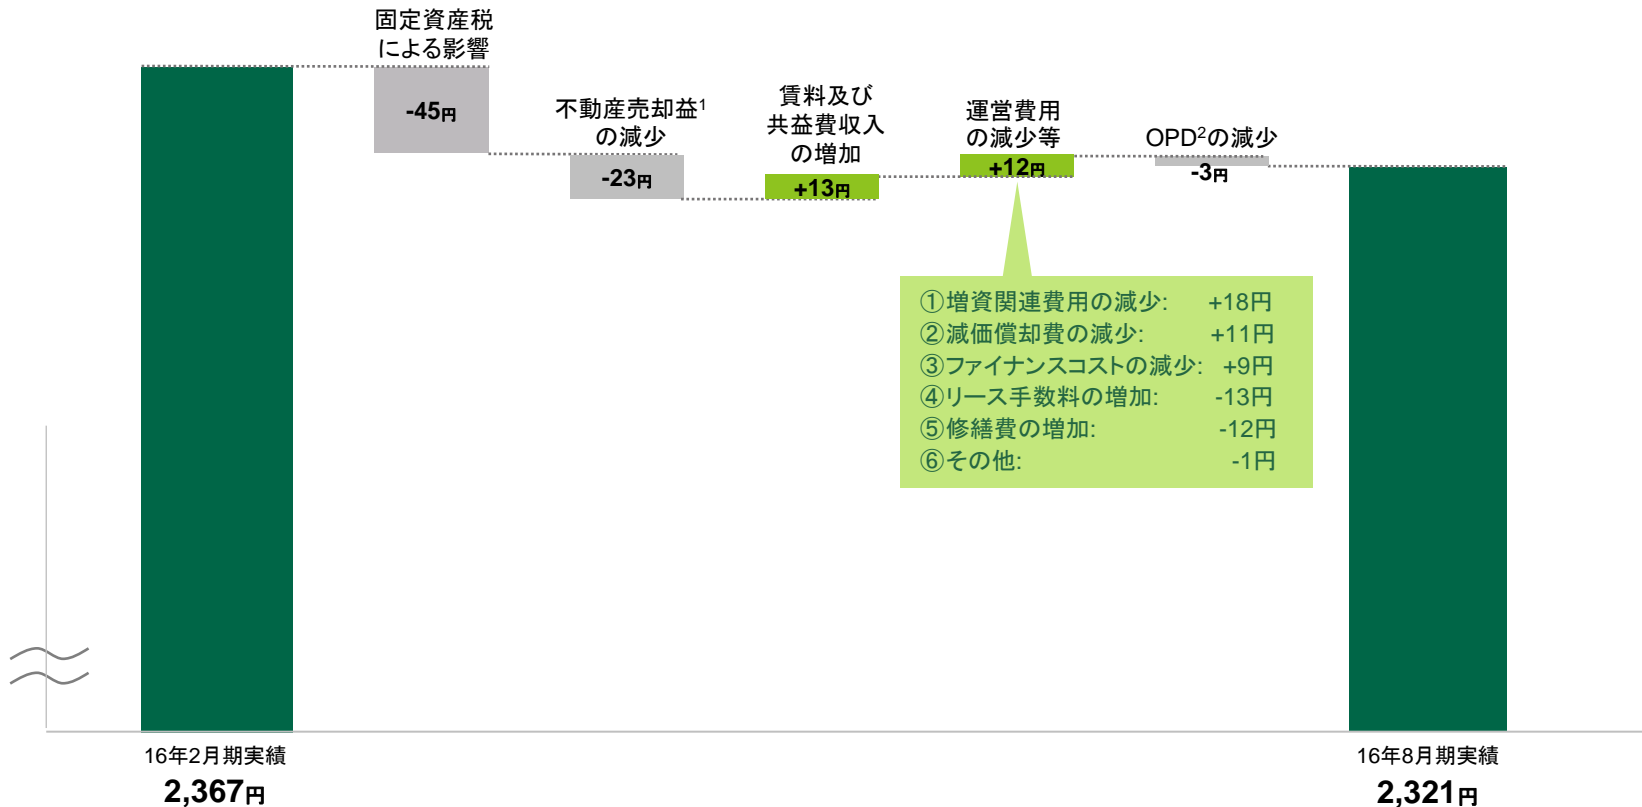 固定資産税
による影響
-45円
不動産売却益1
の減少
-23円
賃料及び
共益費収入
の増加
+13円
運営費用
の減少等
+12円
OPD2の減少
-3円
①増資関連費用の減少: +18円
②減価償却費の減少: +11円
③ファイナンスコストの減少: +9円
④リース手数料の増加: -13円
⑤修繕費の増加: -12円
⑥その他: -1円
16年2月期実績
2,367円
16年8月期実績
2,321円